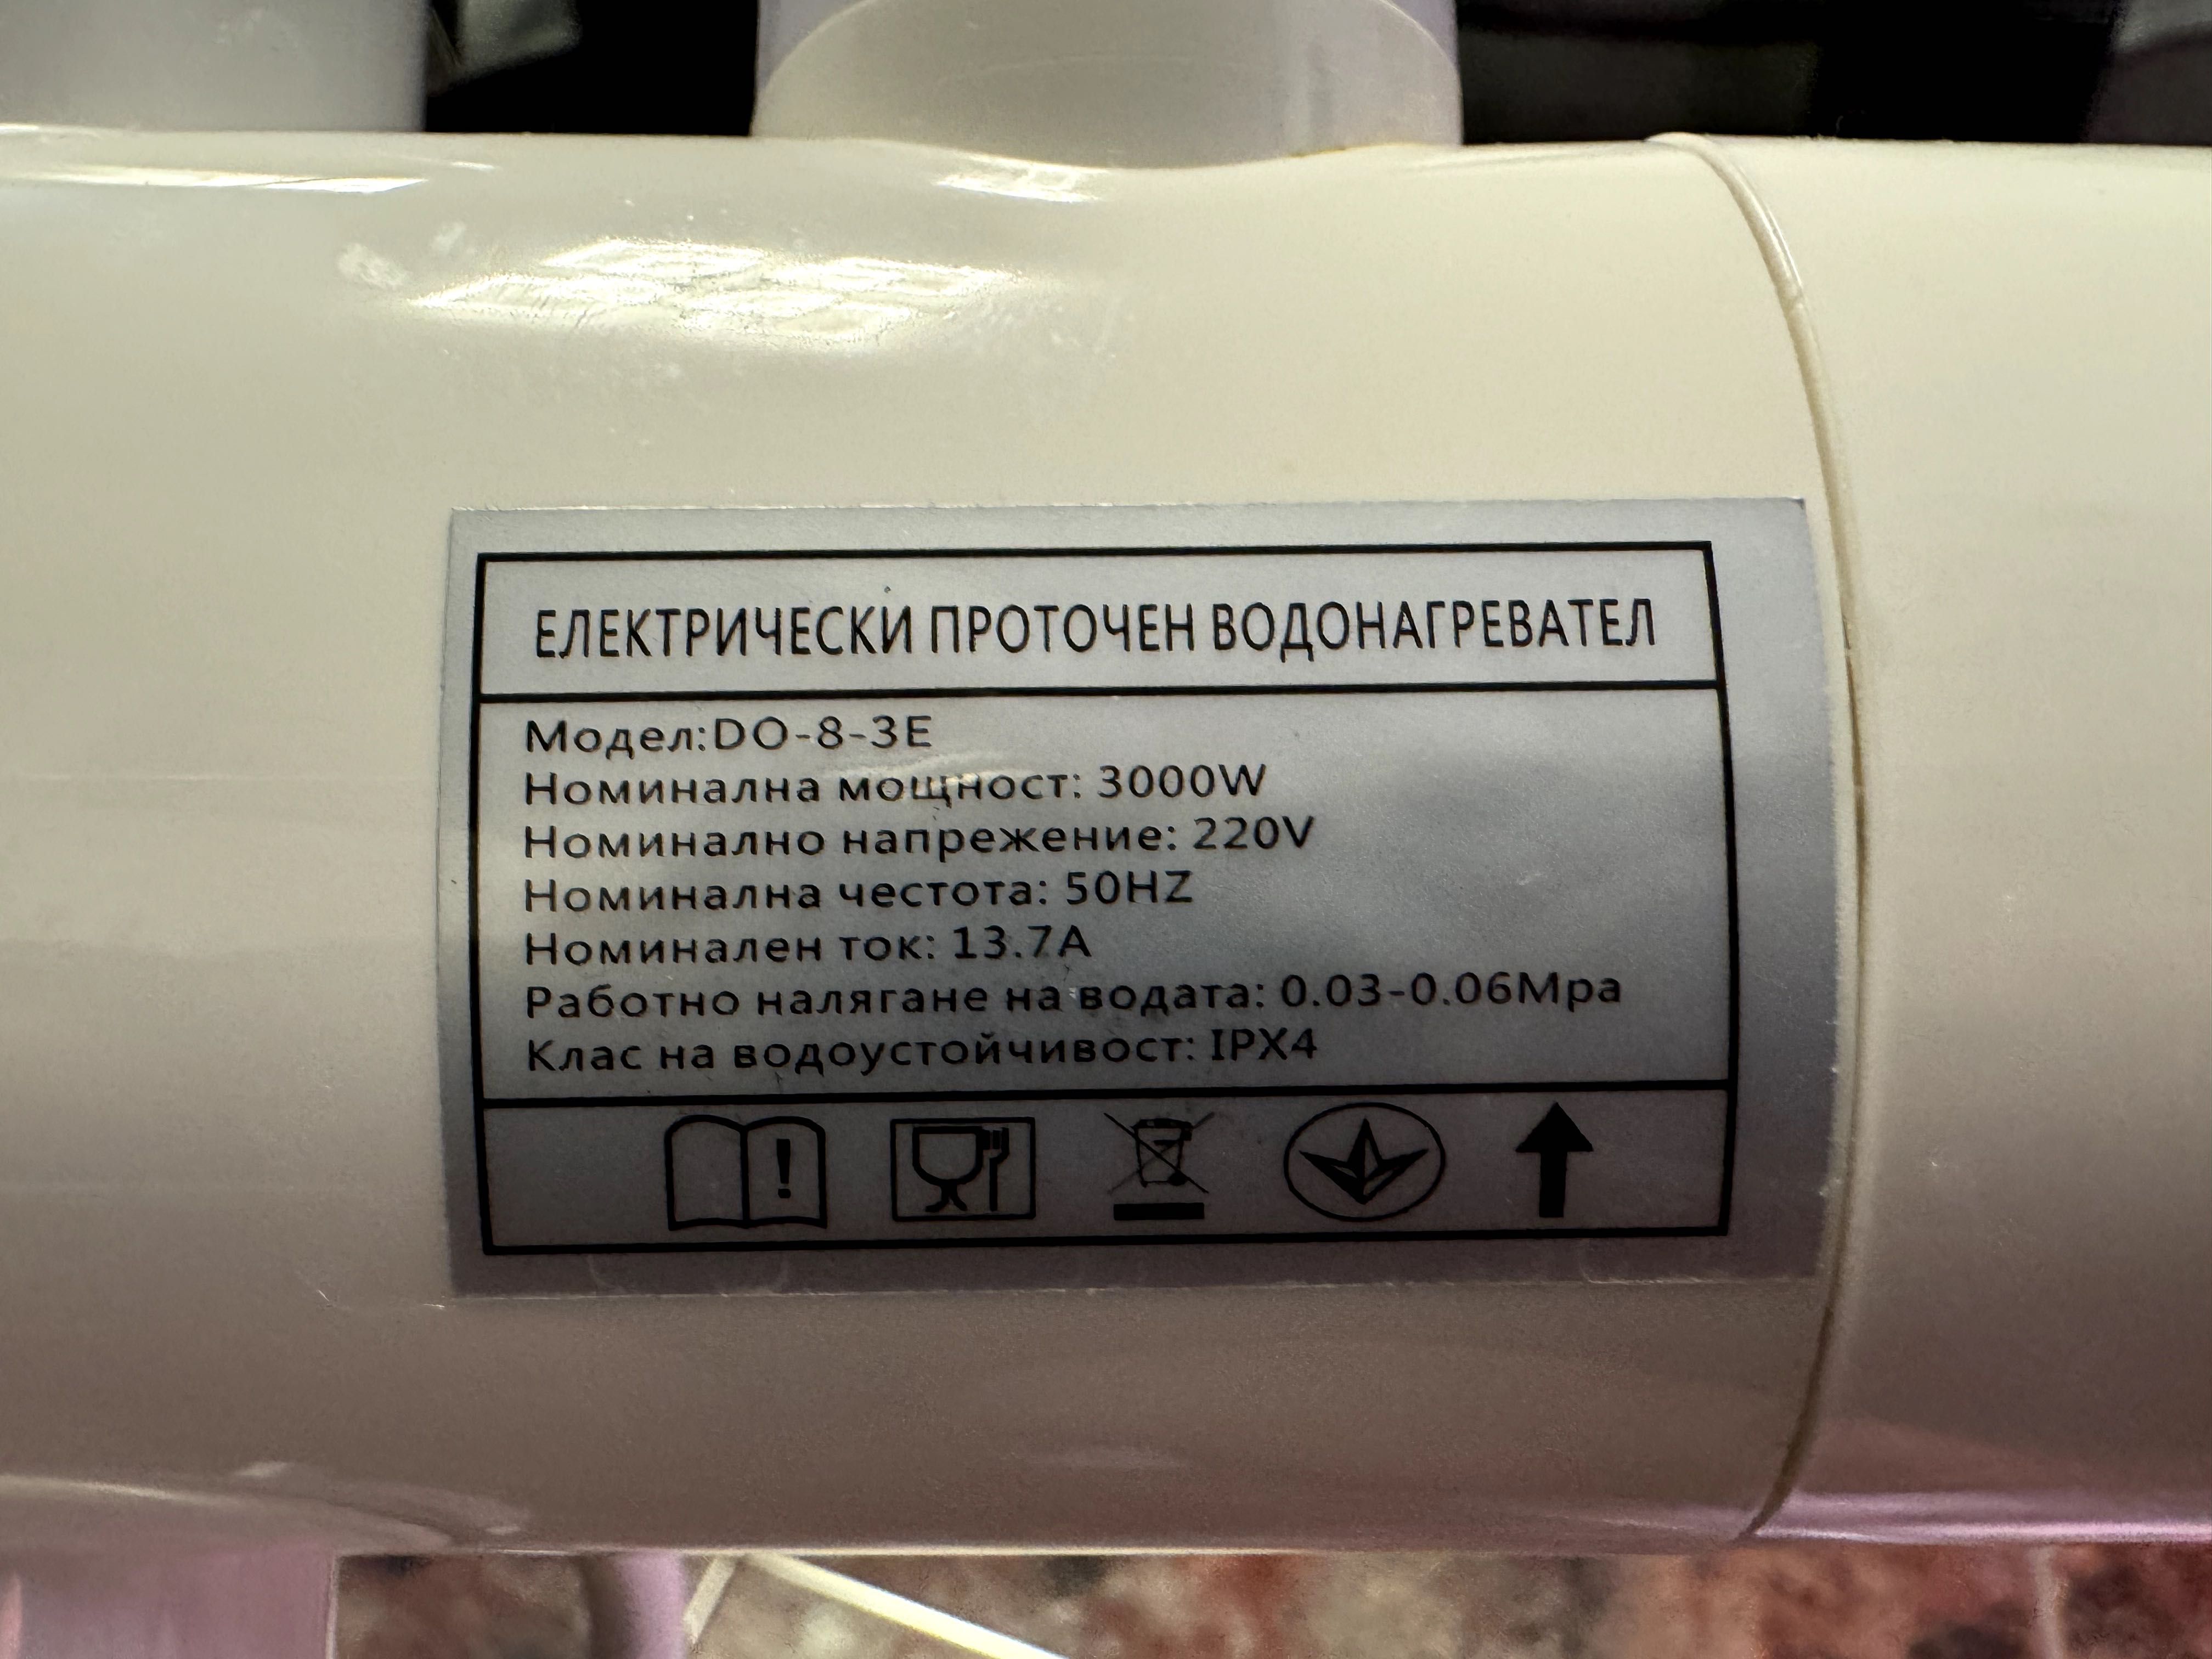 ЕЛЕКТРИЧЕСКИ ПРОТОЧЕН ВОДОНАГРЕВАТЕЛ
Модел:DO-8-3E
Номинална мощност: 3000W
Номинално напрежение: 220V
Номинална честота: 50HZ
Номинален ток: 13.7A
Работно налягане на водата: 0.03-0.06Mpa
Клас на водоустойчивост: IPX4